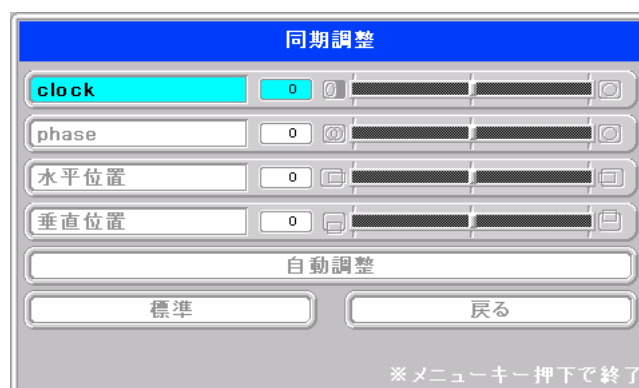 同期調整
clock 0
phase 0
水平位置 0
垂直位置 0
自動調整
標準 戻る
※メニューキー押下で終了